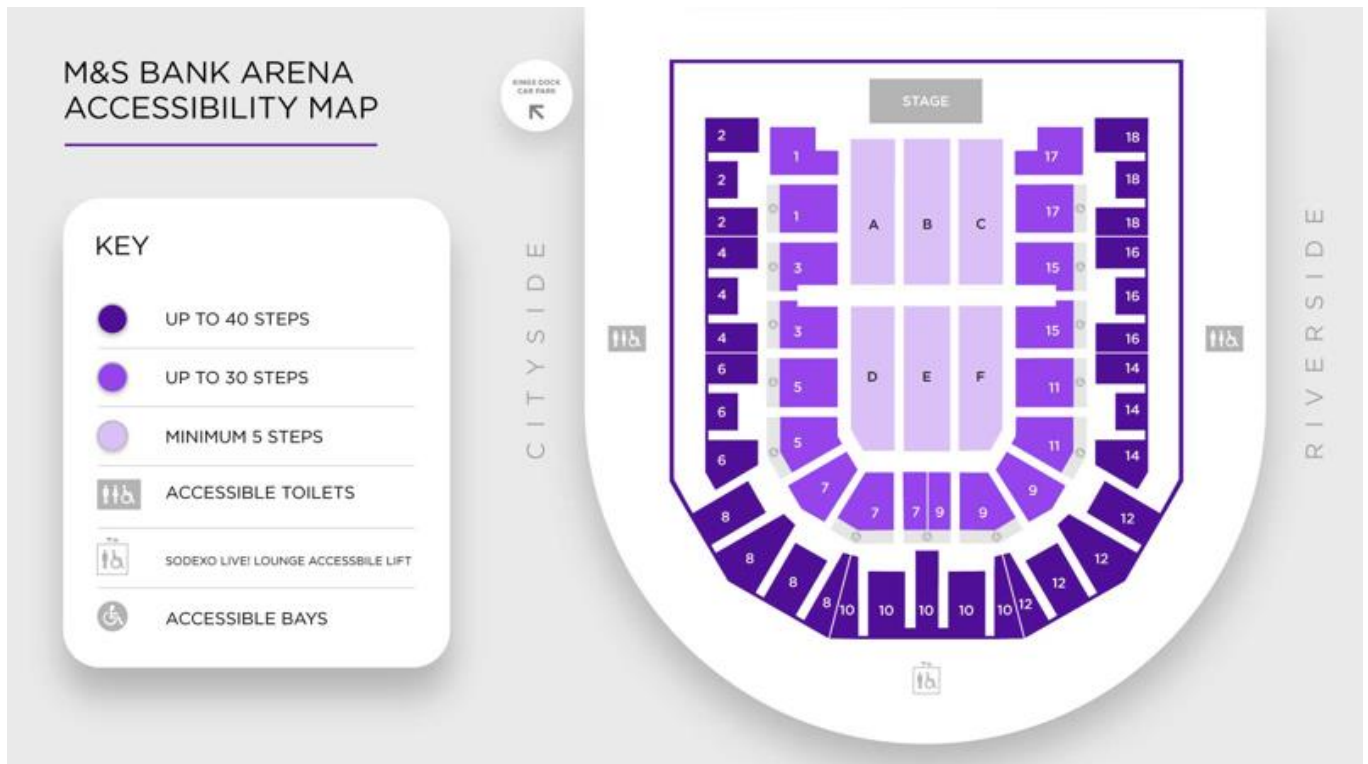 M&S BANK ARENA
ACCESSIBILITY MAP
KEY
UP TO 40 STEPS
UP TO 30 STEPS
MINIMUM 5 STEPS
ACCESSIBLE TOILETS
SODEXO LIVE! LOUNGE ACCESSBILE LIFT
ACCESSIBLE BAYS
KINGS DOCK
CAR PARK
CITYSIDE
STAGE
2 1 17 18
2 18
2 1 A B C 17 18
4 3 15 16
4 16
4 3 15 16
6 5 D E F 11 14
6 14
6 5 11 14
7 9
8 7 7 9 9 12
8 12
8 12
8 10 10 10 10 10 12
RIVERSIDE